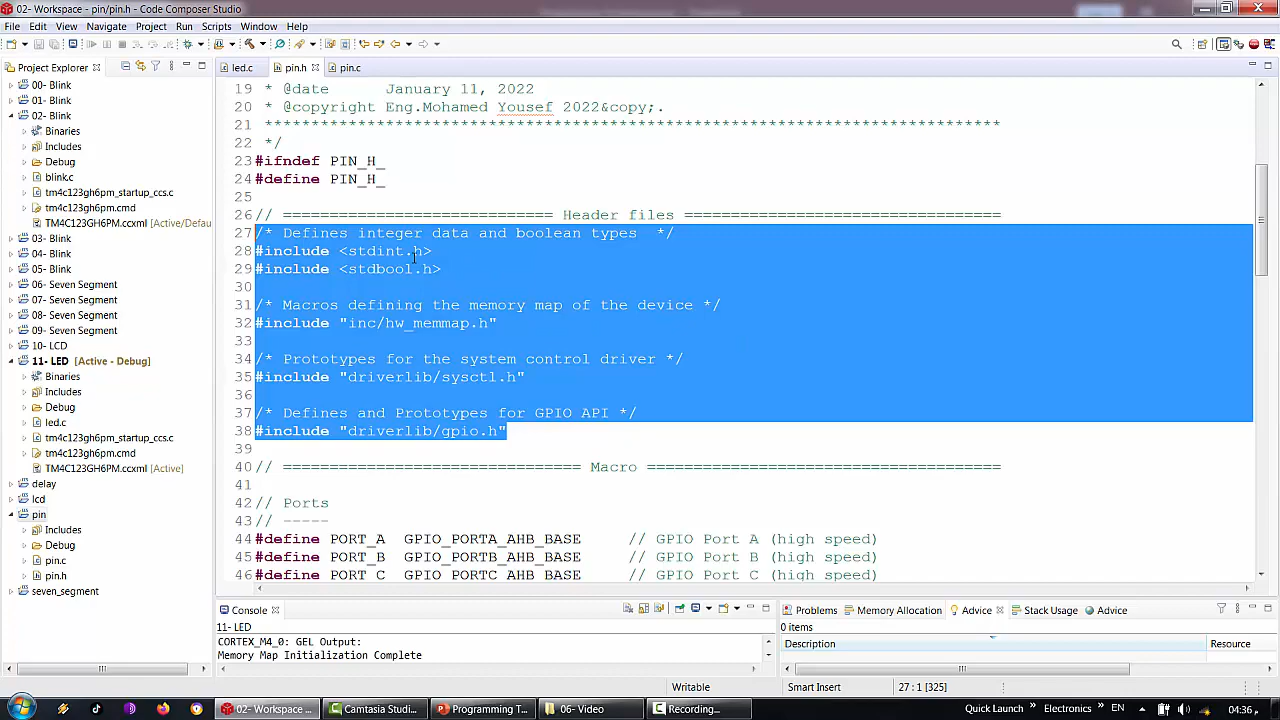 02- Workspace - pin/pin.h - Code Composer Studio
File Edit View Navigate Project Run Scripts Window Help
Project Explorer
led.c pin.h pin.c
00- Blink
01- Blink
02- Blink
Binaries
Includes
Debug
blink.c
tm4c123gh6pm_startup_ccs.c
tm4c123gh6pm.cmd
TM4C123GH6PM.ccxml [Active/Defau
03- Blink
04- Blink
05- Blink
06- Seven Segment
07- Seven Segment
08- Seven Segment
09- Seven Segment
10- LCD
11- LED [Active - Debug]
Binaries
Includes
Debug
led.c
tm4c123gh6pm_startup_ccs.c
tm4c123gh6pm.cmd
TM4C123GH6PM.ccxml [Active]
delay
lcd
pin
Includes
Debug
pin.c
pin.h
seven_segment
19 * @date January 11, 2022
20 * @copyright Eng.Mohamed Yousef 2022&copy;.
21 *******************************************************************************
22 */
23 #ifndef PIN_H_
24 #define PIN_H_
25
26 // ============================= Header files ==================================
27 /* Defines integer data and boolean types */
28 #include <stdint.h>
29 #include <stdbool.h>
30
31 /* Macros defining the memory map of the device */
32 #include "inc/hw_memmap.h"
33
34 /* Prototypes for the system control driver */
35 #include "driverlib/sysctl.h"
36
37 /* Defines and Prototypes for GPIO API */
38 #include "driverlib/gpio.h"
39
40 // ================================ Macro ======================================
41
42 // Ports
43 // -----
44 #define PORT_A GPIO_PORTA_AHB_BASE // GPIO Port A (high speed)
45 #define PORT_B GPIO_PORTB_AHB_BASE // GPIO Port B (high speed)
46 #define PORT_C GPIO_PORTC_AHB_BASE // GPIO Port C (high speed)
Console
11- LED
CORTEX_M4_0: GEL Output:
Memory Map Initialization Complete
Problems Memory Allocation Advice Stack Usage Advice
0 items
Description Resource
Writable Smart Insert 27 : 1 [325]
02- Workspace ... Camtasia Studi... Programming T... 06- Video Recording... Quick Launch » Electronics » EN 04:36 م